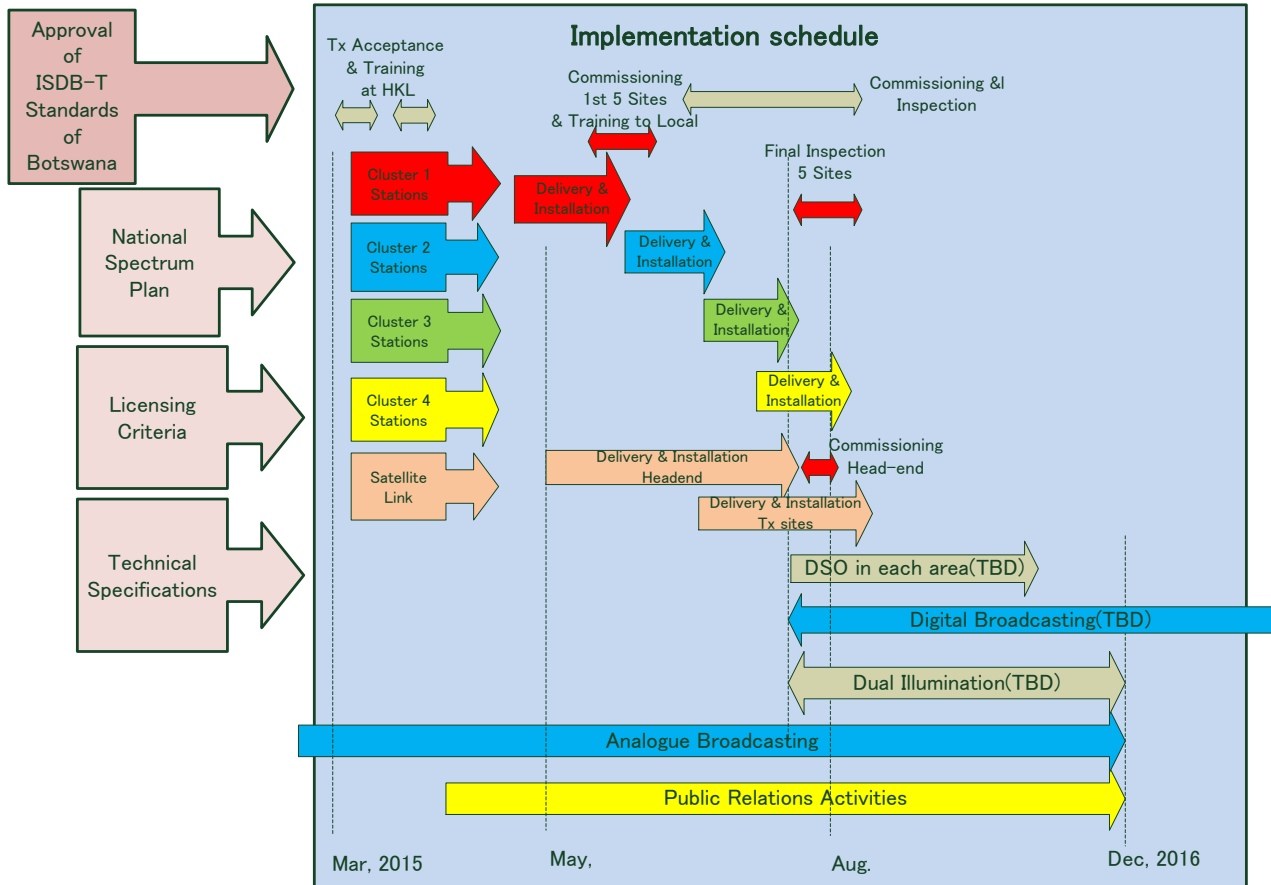 Approval
of
ISDB-T
Standards
of
Botswana
National
Spectrum
Plan
Licensing
Criteria
Technical
Specifications
Implementation schedule
Tx Acceptance
& Training
at HKL
Commissioning
1st 5 Sites
& Training to Local
Commissioning &l
Inspection
Final Inspection
5 Sites
Cluster 1
Stations
Delivery &
Installation
Cluster 2
Stations
Delivery &
Installation
Cluster 3
Stations
Delivery &
Installation
Cluster 4
Stations
Delivery &
Installation
Satellite
Link
Delivery & Installation
Headend
Commissioning
Head-end
Delivery & Installation
Tx sites
DSO in each area(TBD)
Digital Broadcasting(TBD)
Dual Illumination(TBD)
Analogue Broadcasting
Public Relations Activities
Mar, 2015
May,
Aug.
Dec, 2016